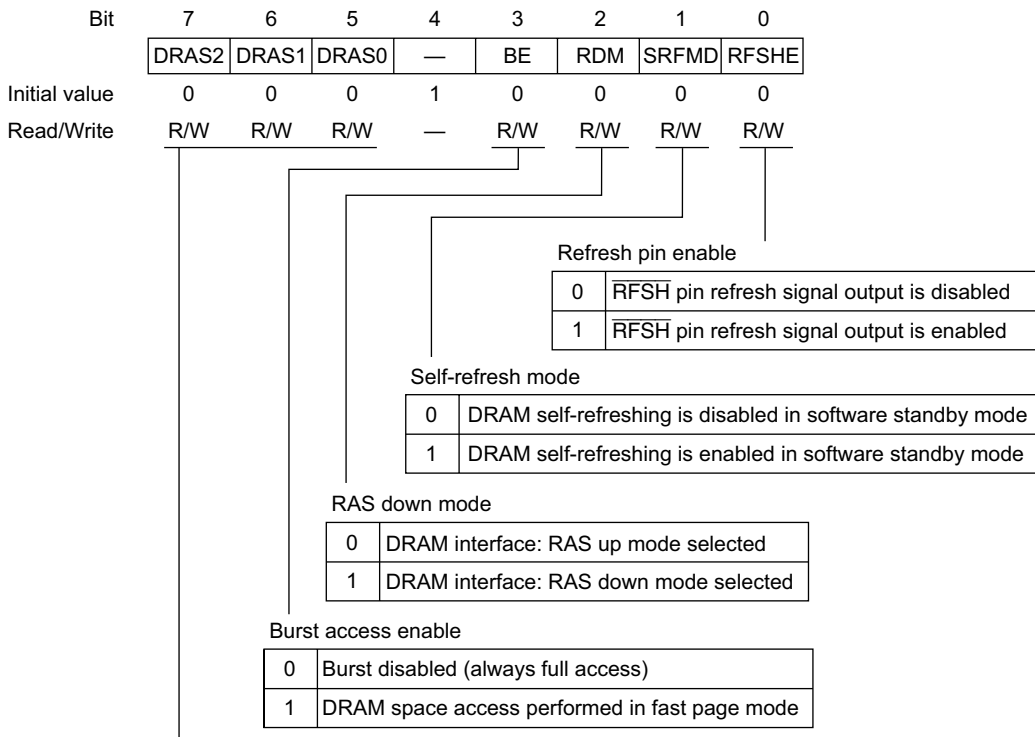 Bit 7 6 5 4 3 2 1 0
DRAS2 DRAS1 DRAS0 — BE RDM SRFMD RFSHE
Initial value 0 0 0 1 0 0 0 0
Read/Write R/W R/W R/W — R/W R/W R/W R/W
Refresh pin enable
0 R̅F̅S̅H̅ pin refresh signal output is disabled
1 R̅F̅S̅H̅ pin refresh signal output is enabled
Self-refresh mode
0 DRAM self-refreshing is disabled in software standby mode
1 DRAM self-refreshing is enabled in software standby mode
RAS down mode
0 DRAM interface: RAS up mode selected
1 DRAM interface: RAS down mode selected
Burst access enable
0 Burst disabled (always full access)
1 DRAM space access performed in fast page mode